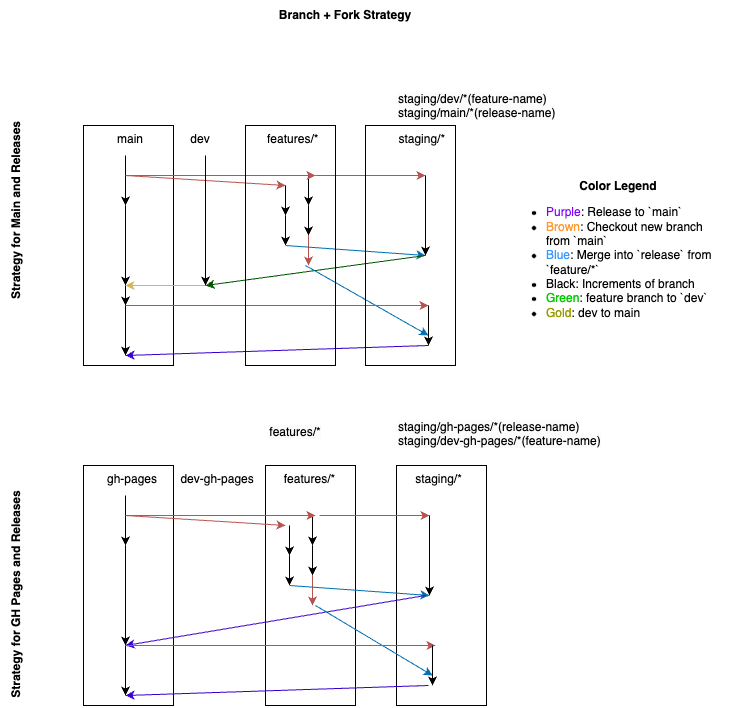 Branch + Fork Strategy
staging/dev/*(feature-name)
staging/main/*(release-name)
Strategy for Main and Releases
main
dev
features/*
staging/*
Color Legend
Purple: Release to `main`
Brown: Checkout new branch
from `main`
Blue: Merge into `release` from
`feature/*`
Black: Increments of branch
Green: feature branch to `dev`
Gold: dev to main
features/*
staging/gh-pages/*(release-name)
staging/dev-gh-pages/*(feature-name)
Strategy for GH Pages and Releases
gh-pages
dev-gh-pages
features/*
staging/*